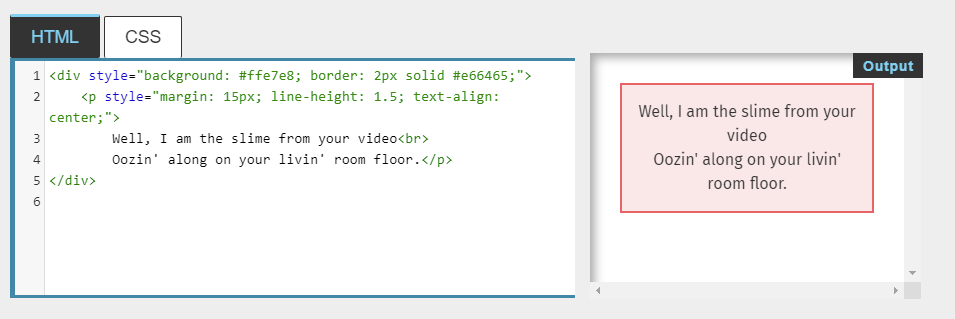 HTML
CSS
1 <div style="background: #ffe7e8; border: 2px solid #e66465;">
2     <p style="margin: 15px; line-height: 1.5; text-align:
center;">
3         Well, I am the slime from your video<br>
4         Oozin' along on your livin' room floor.</p>
5 </div>
6
Output
Well, I am the slime from your
video
Oozin' along on your livin'
room floor.